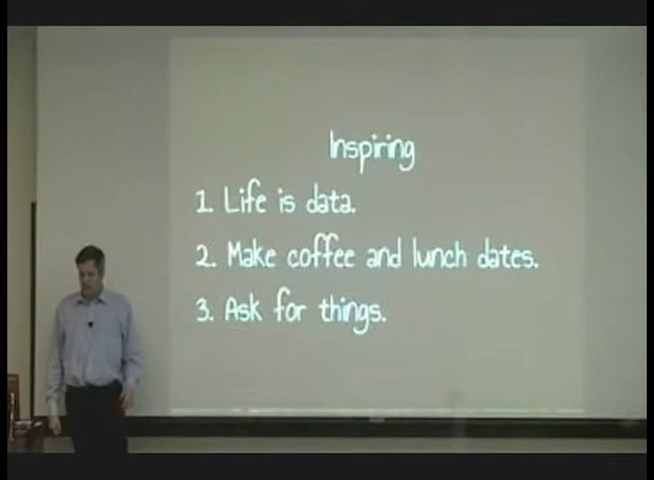 Inspiring
1. Life is data.
2. Make coffee and lunch dates.
3. Ask for things.